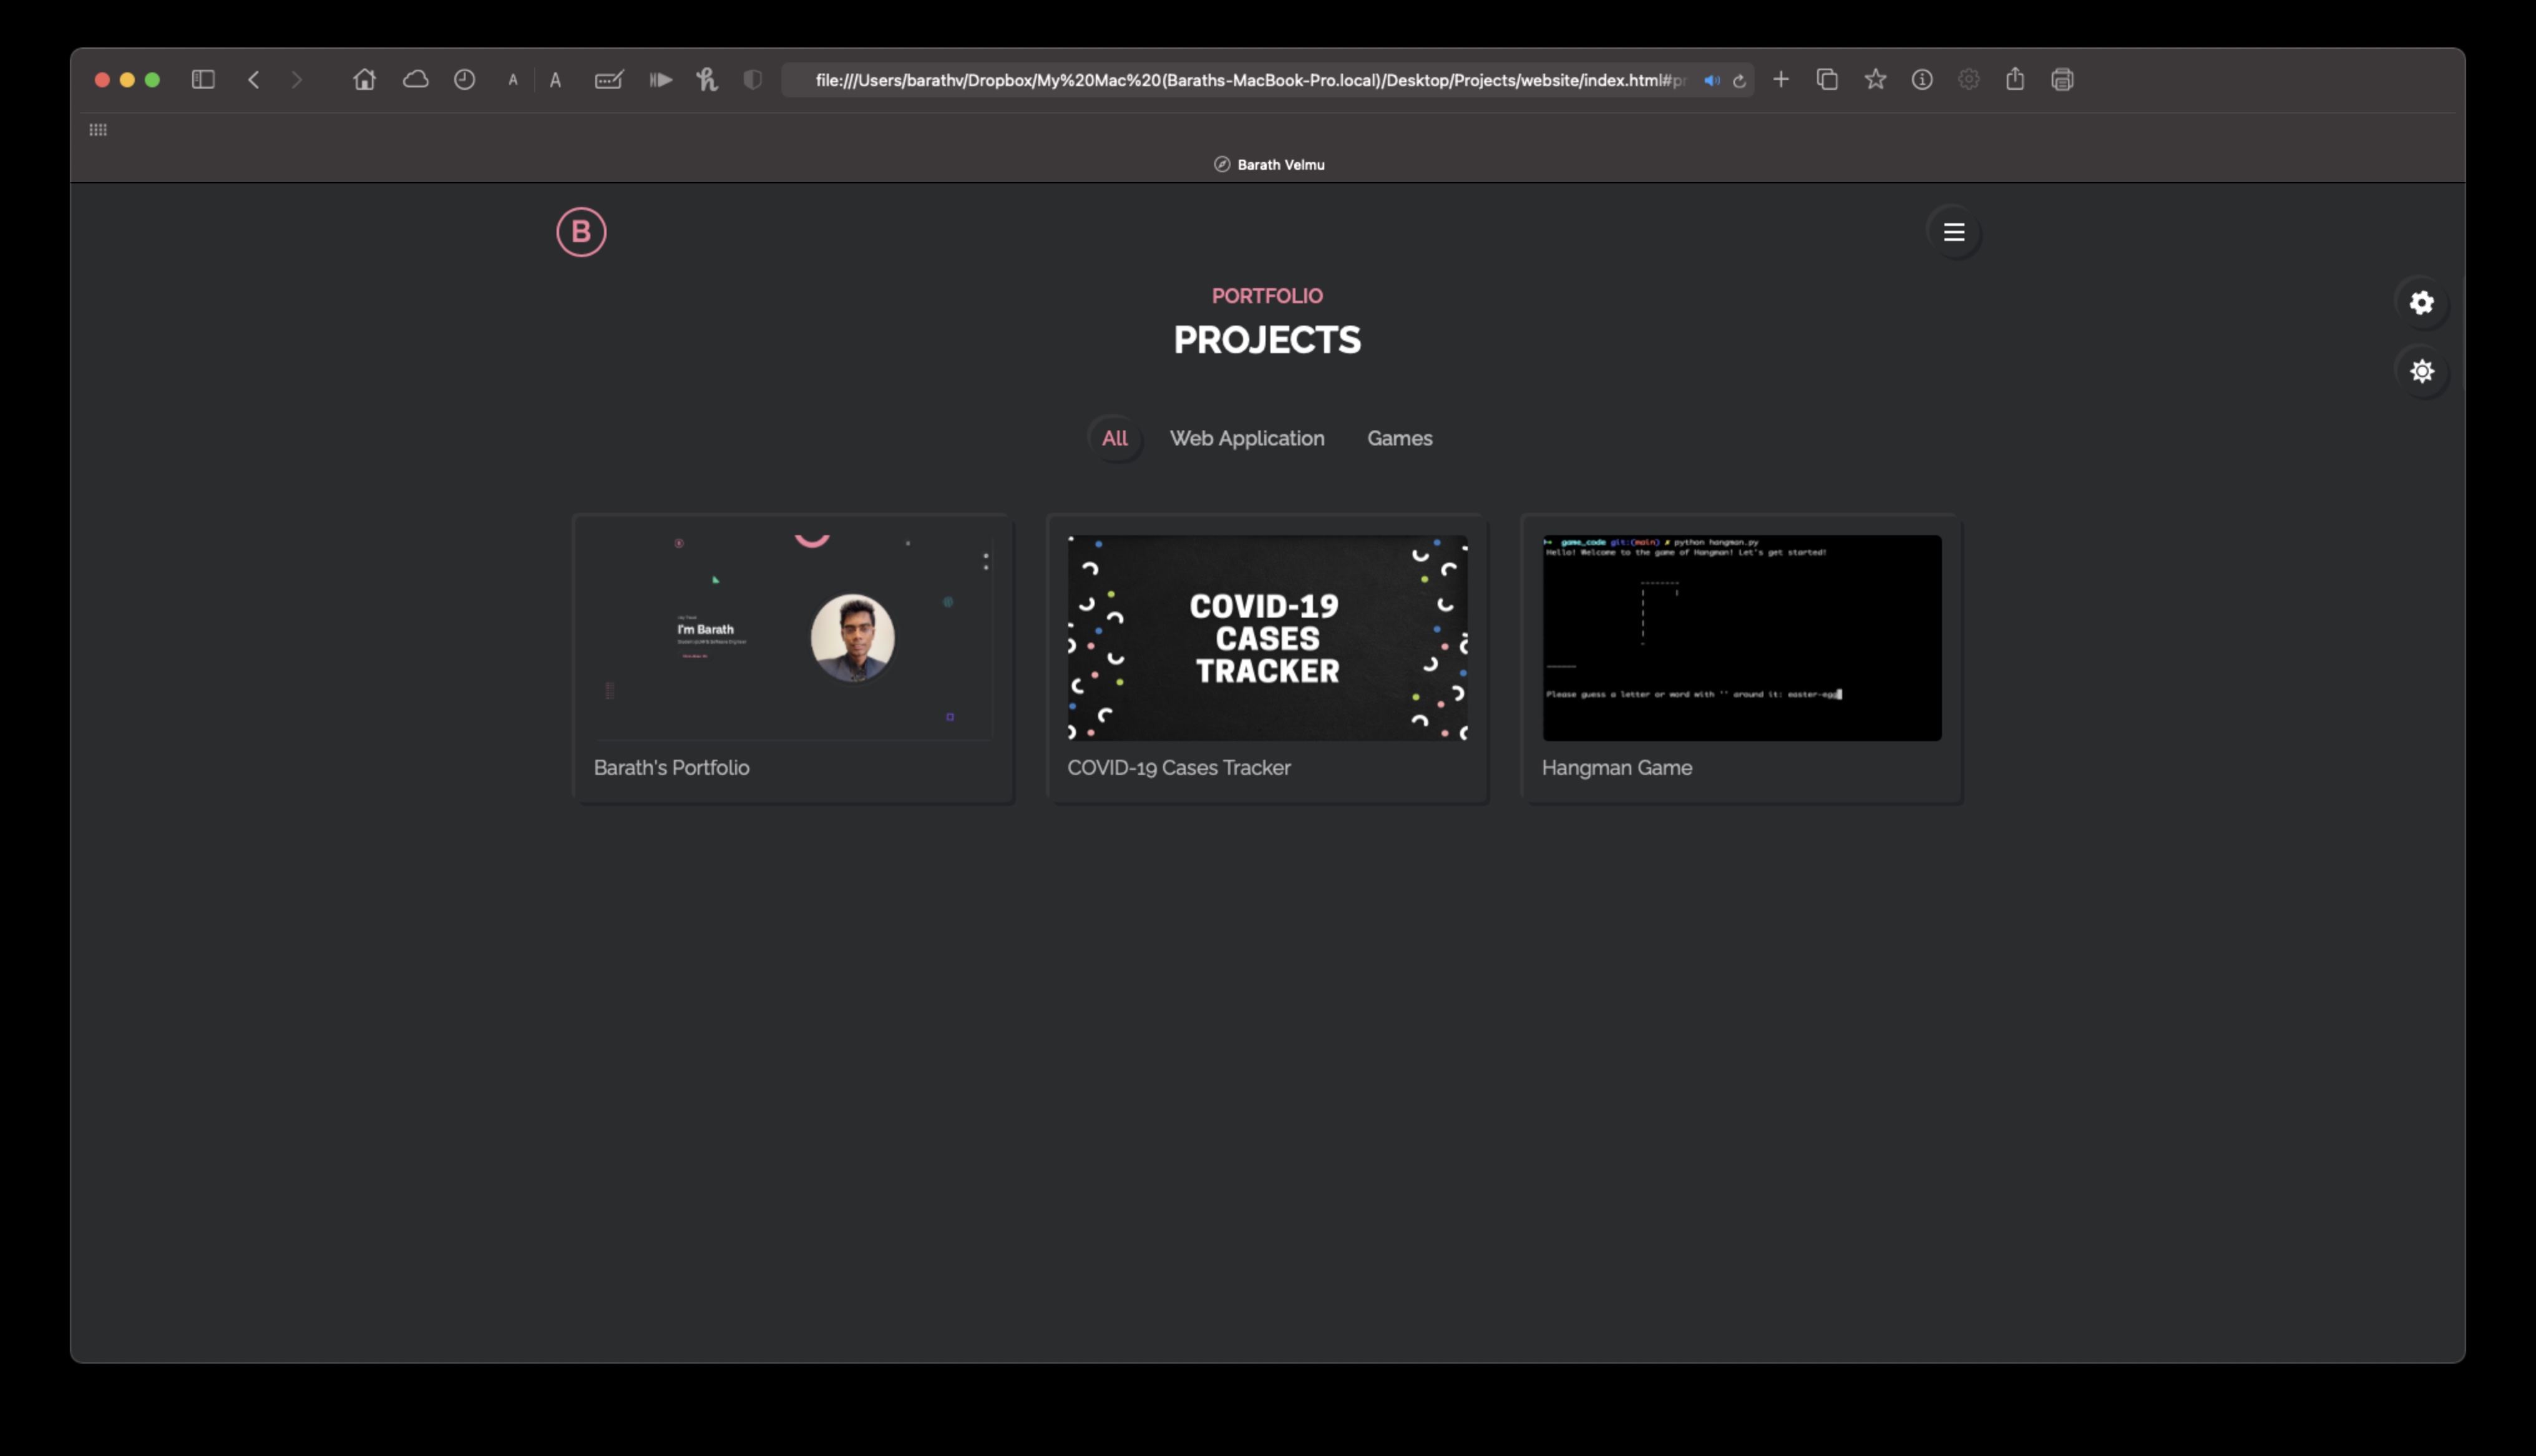 A A
file:///Users/barathv/Dropbox/My%20Mac%20(Baraths-MacBook-Pro.local)/Desktop/Projects/website/index.html#pr
Barath Velmu
B
PORTFOLIO
PROJECTS
All Web Application Games
I'm Barath
Barath's Portfolio
COVID-19
CASES
TRACKER
COVID-19 Cases Tracker
game_code git:(main) ✗ python hangman.py
Hello! Welcome to the game of Hangman! Let's get started!
Please guess a letter or word with '' around it: easter-egg
Hangman Game